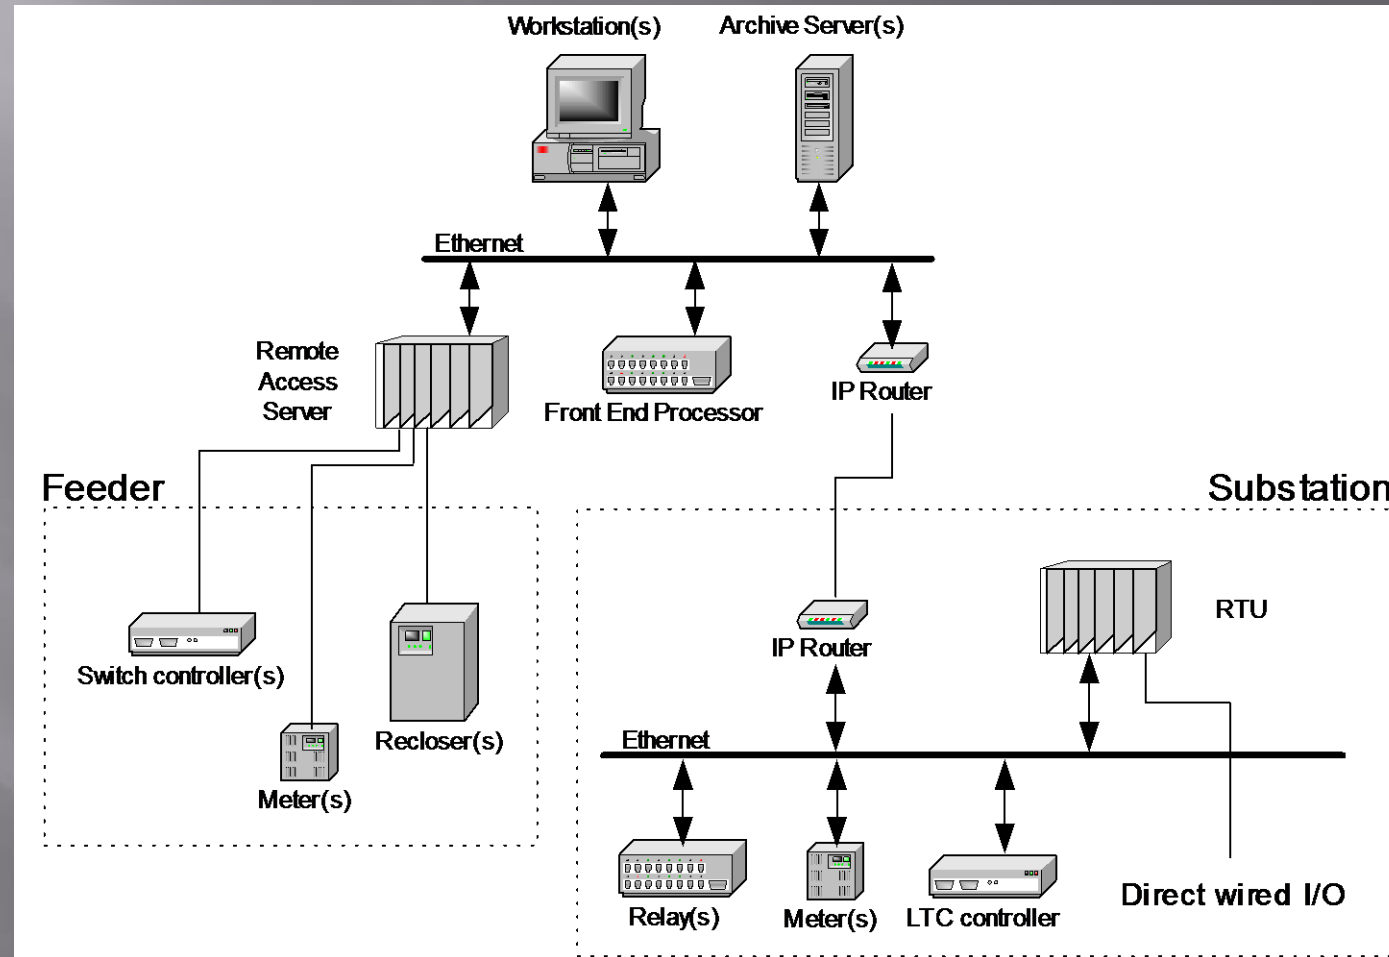 Workstation(s)
Archive Server(s)
Ethernet
Remote
Access
Server
Front End Processor
IP Router
Feeder
Substation
Switch controller(s)
Recloser(s)
Meter(s)
IP Router
RTU
Ethernet
Relay(s)
Meter(s)
LTC controller
Direct wired I/O